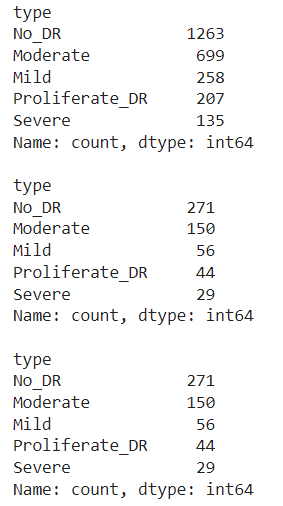 type
No_DR 1263
Moderate 699
Mild 258
Proliferate_DR 207
Severe 135
Name: count, dtype: int64
type
No_DR 271
Moderate 150
Mild 56
Proliferate_DR 44
Severe 29
Name: count, dtype: int64
type
No_DR 271
Moderate 150
Mild 56
Proliferate_DR 44
Severe 29
Name: count, dtype: int64